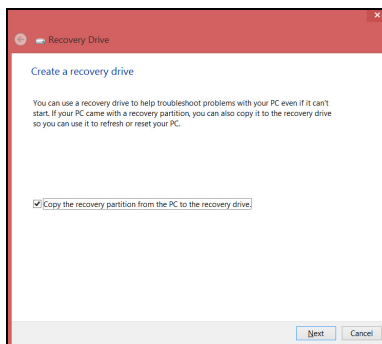 Recovery Drive
Create a recovery drive
You can use a recovery drive to help troubleshoot problems with your PC even if it can't
start. If your PC came with a recovery partition, you can also copy it to the recovery drive
so you can use it to refresh or reset your PC.
Copy the recovery partition from the PC to the recovery drive.
Next Cancel